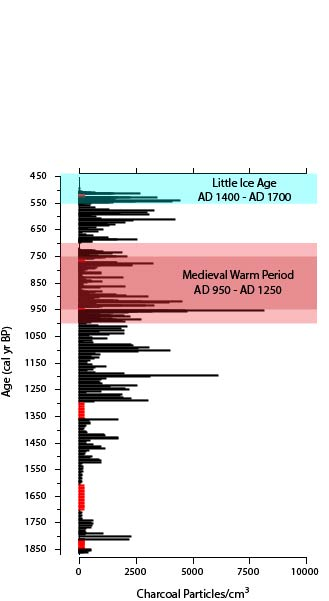 450
Little Ice Age
AD 1400 - AD 1700
550
650
750
Medieval Warm Period
AD 950 - AD 1250
850
950
1050
1150
1250
1350
1450
1550
1650
1750
1850
Age (cal yr BP)
0 2500 5000 7500 10000
Charcoal Particles/cm³